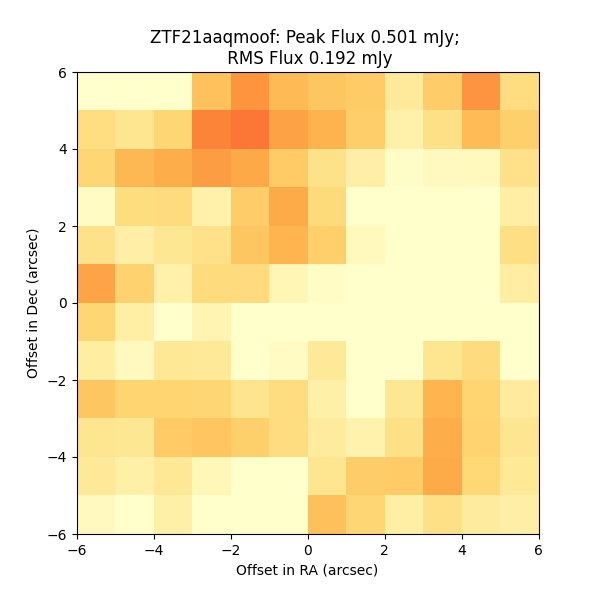 ZTF21aaqmoof: Peak Flux 0.501 mJy;
RMS Flux 0.192 mJy
6
4
2
0
−2
−4
−6
Offset in Dec (arcsec)
−6 −4 −2 0 2 4 6
Offset in RA (arcsec)